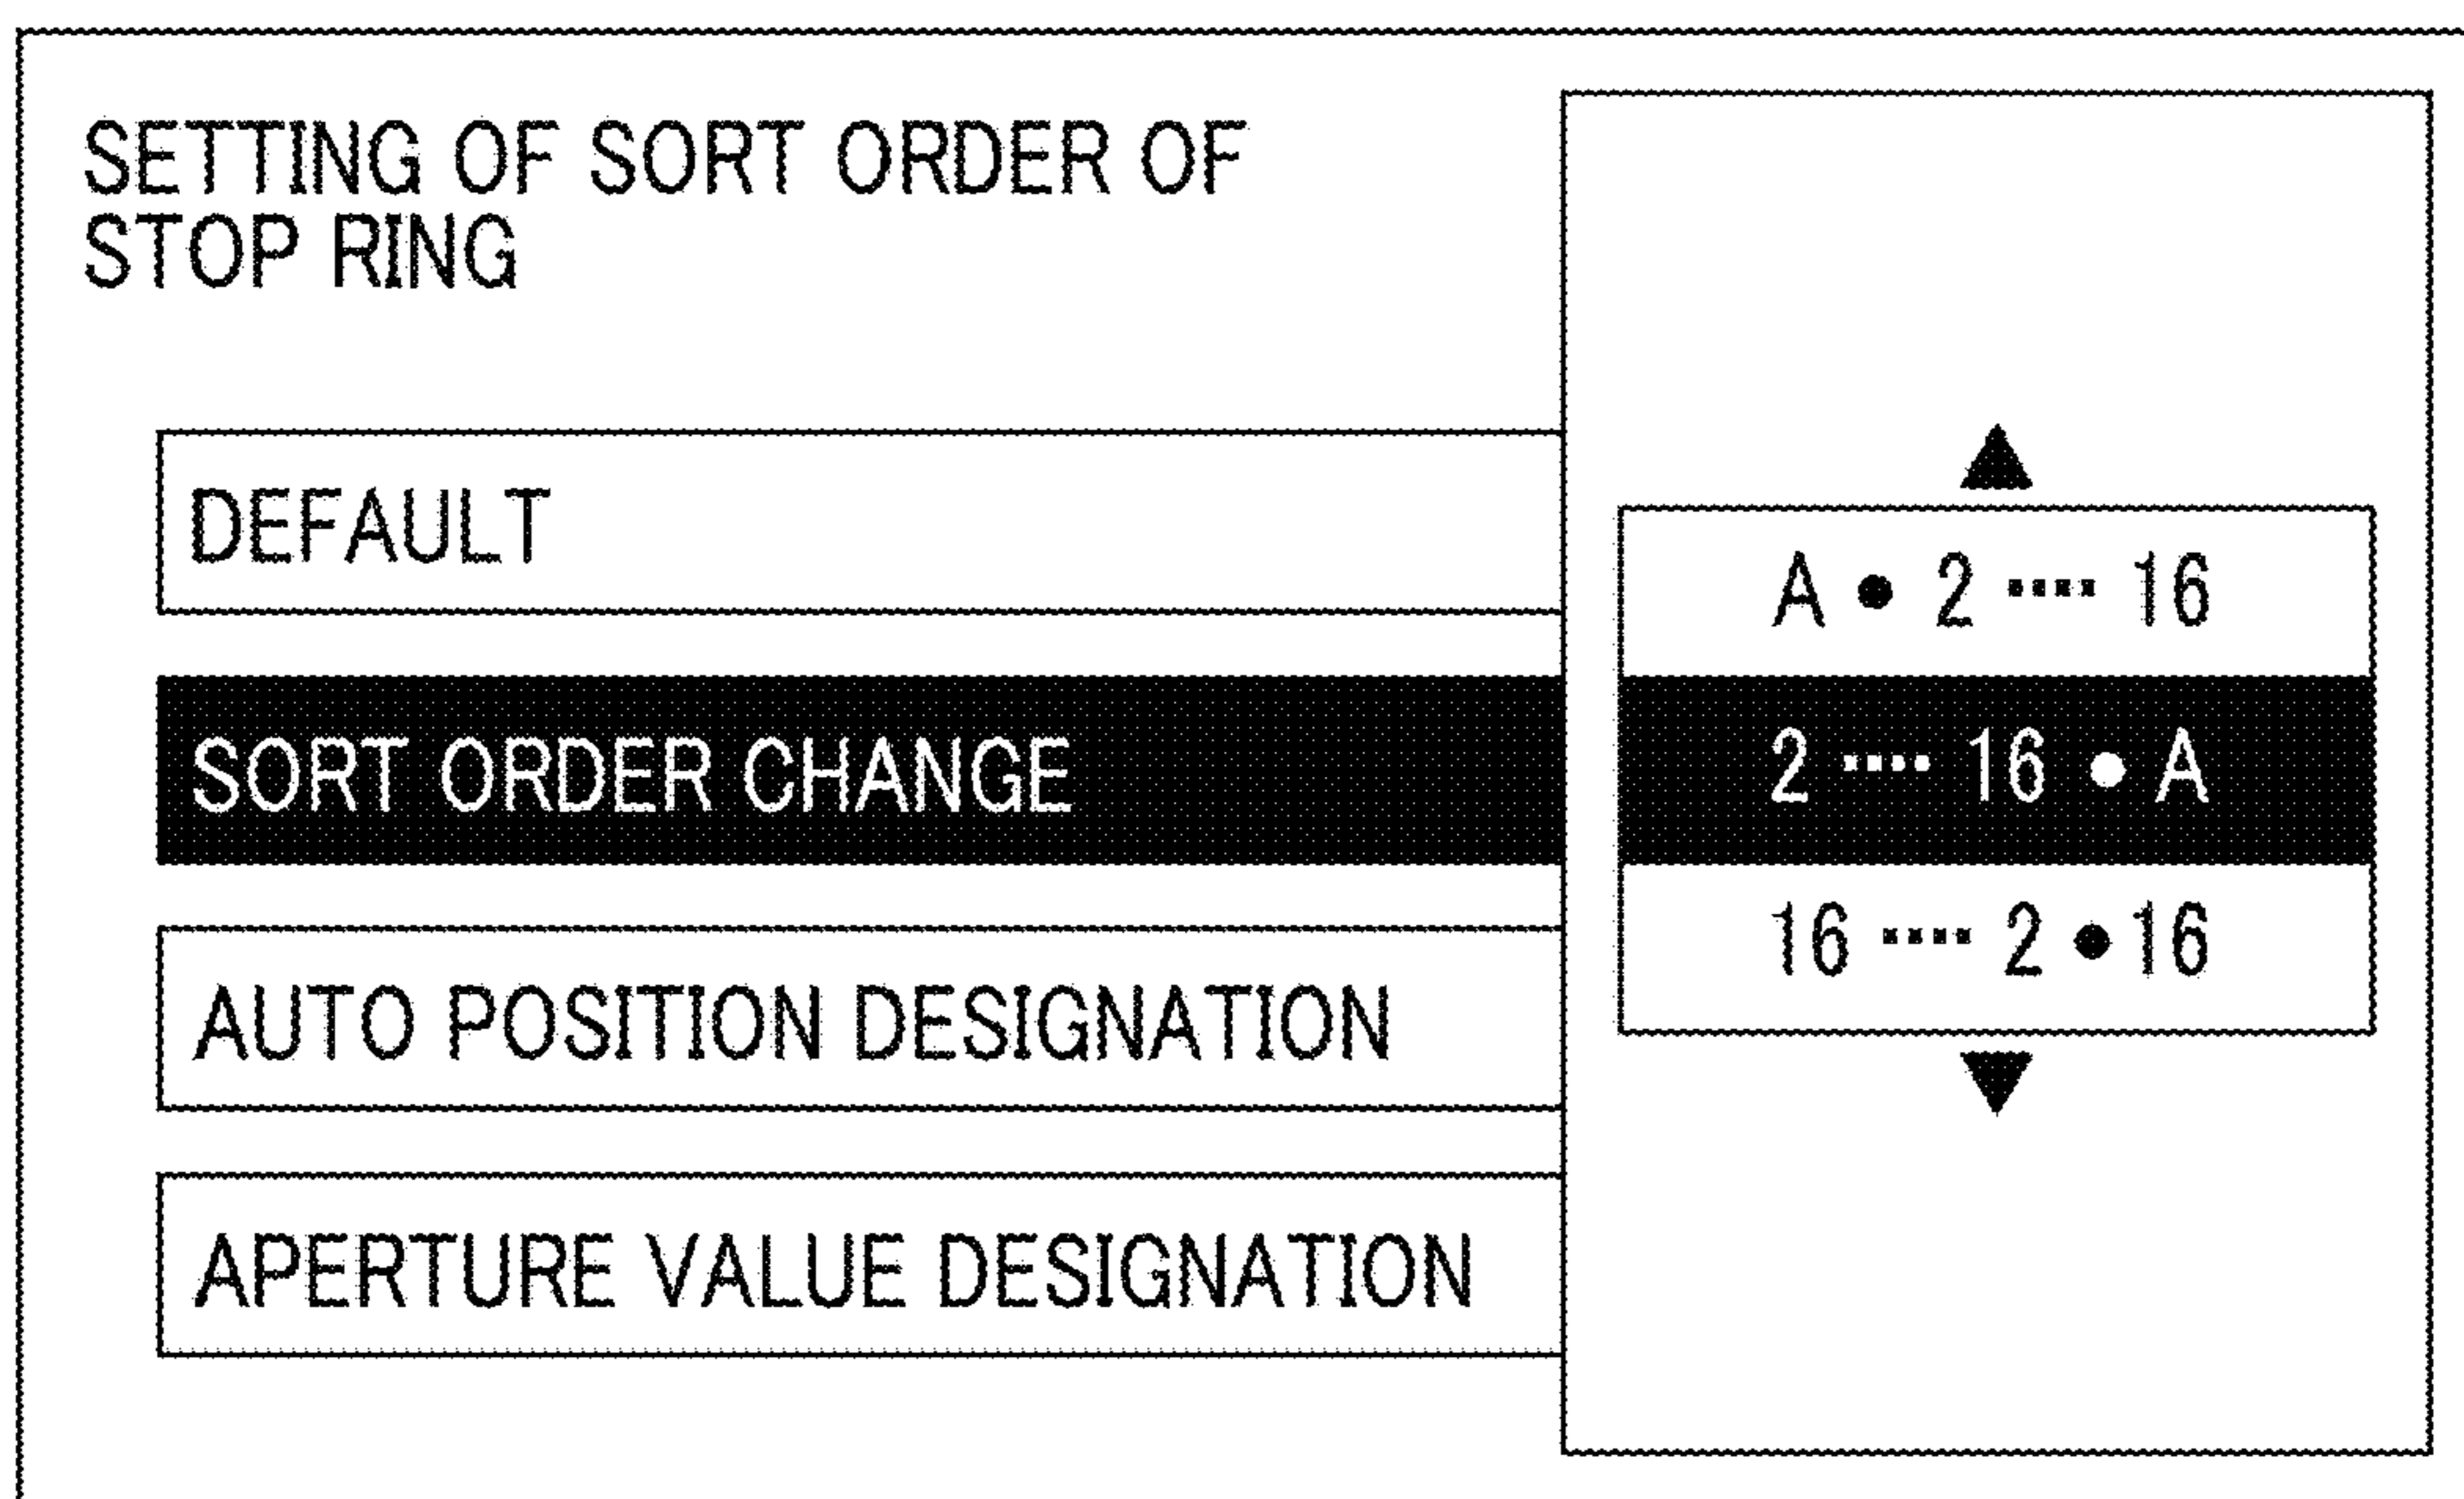 SETTING OF SORT ORDER OF
STOP RING
DEFAULT
SORT ORDER CHANGE
AUTO POSITION DESIGNATION
APERTURE VALUE DESIGNATION
▲
A ● 2 ···· 16
2 ···· 16 ● A
16 ···· 2 ● 16
▼